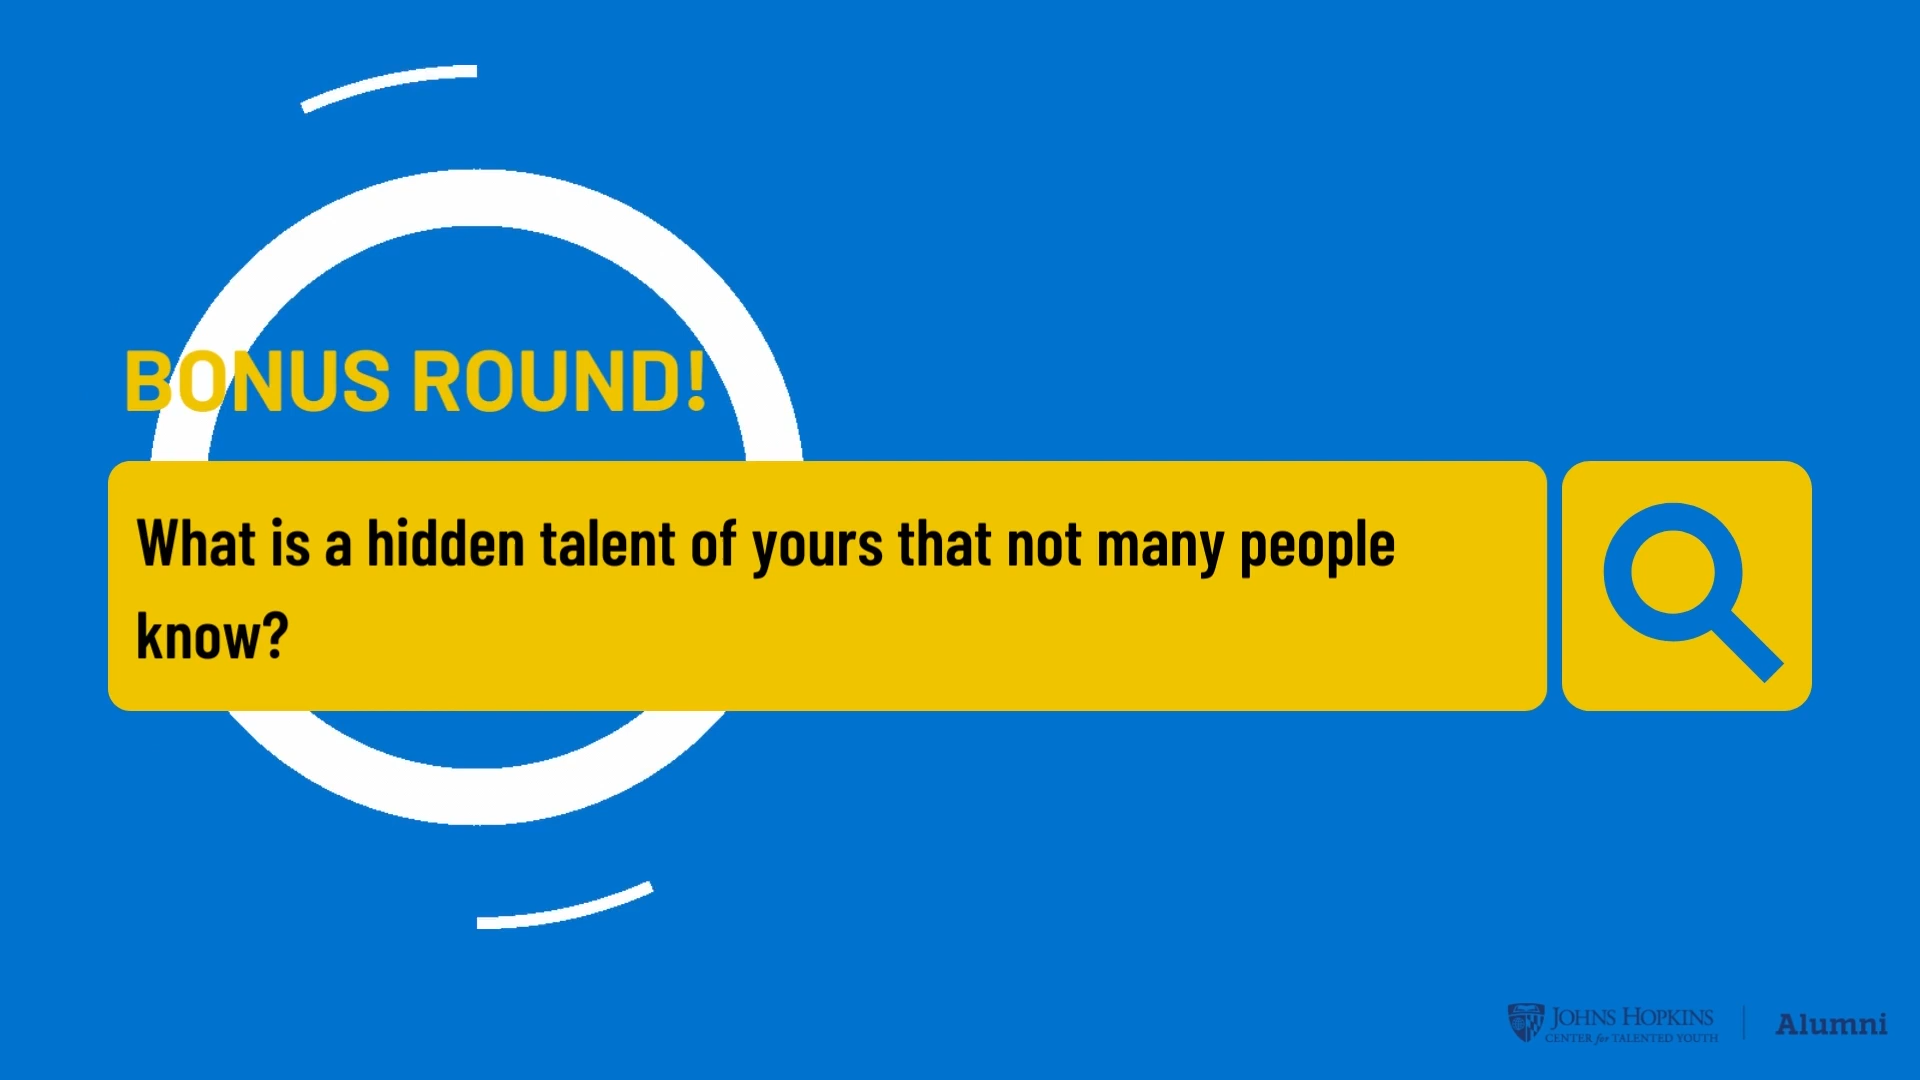 BONUS ROUND!
What is a hidden talent of yours that not many people
know?
JOHNS HOPKINS
CENTER for TALENTED YOUTH
Alumni